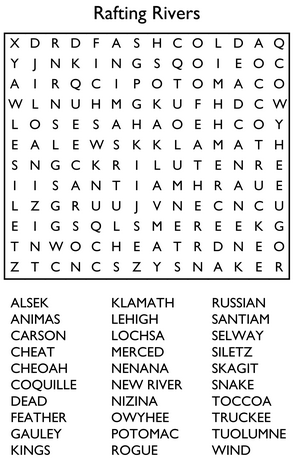 Rafting Rivers
X D R D F A S H C O L D A Q
Y J N K I N G S Q O I E O C
A I R Q C I P O T O M A C O
W L N U H M G K U F H D C W
L O S E S A H A O E H C O Y
E A L E W S K K L A M A T H
S N G C K R I L U T E N R E
I I S A N T I A M H R A U E
L Z G R U U J V N E C N C U
E I G S Q L S M E R E E K G
T N W O C H E A T R D N E O
Z T C N C S Z Y S N A K E R
ALSEK KLAMATH RUSSIAN
ANIMAS LEHIGH SANTIAM
CARSON LOCHSA SELWAY
CHEAT MERCED SILETZ
CHEOAH NENANA SKAGIT
COQUILLE NEW RIVER SNAKE
DEAD NIZINA TOCCOA
FEATHER OWYHEE TRUCKEE
GAULEY POTOMAC TUOLUMNE
KINGS ROGUE WIND